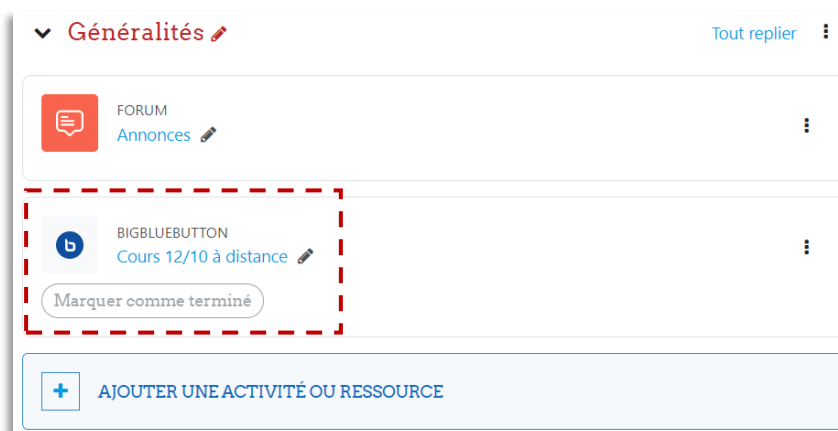 Généralités
Tout replier
FORUM
Annonces
BIGBLUEBUTTON
Cours 12/10 à distance
Marquer comme terminé
AJOUTER UNE ACTIVITÉ OU RESSOURCE